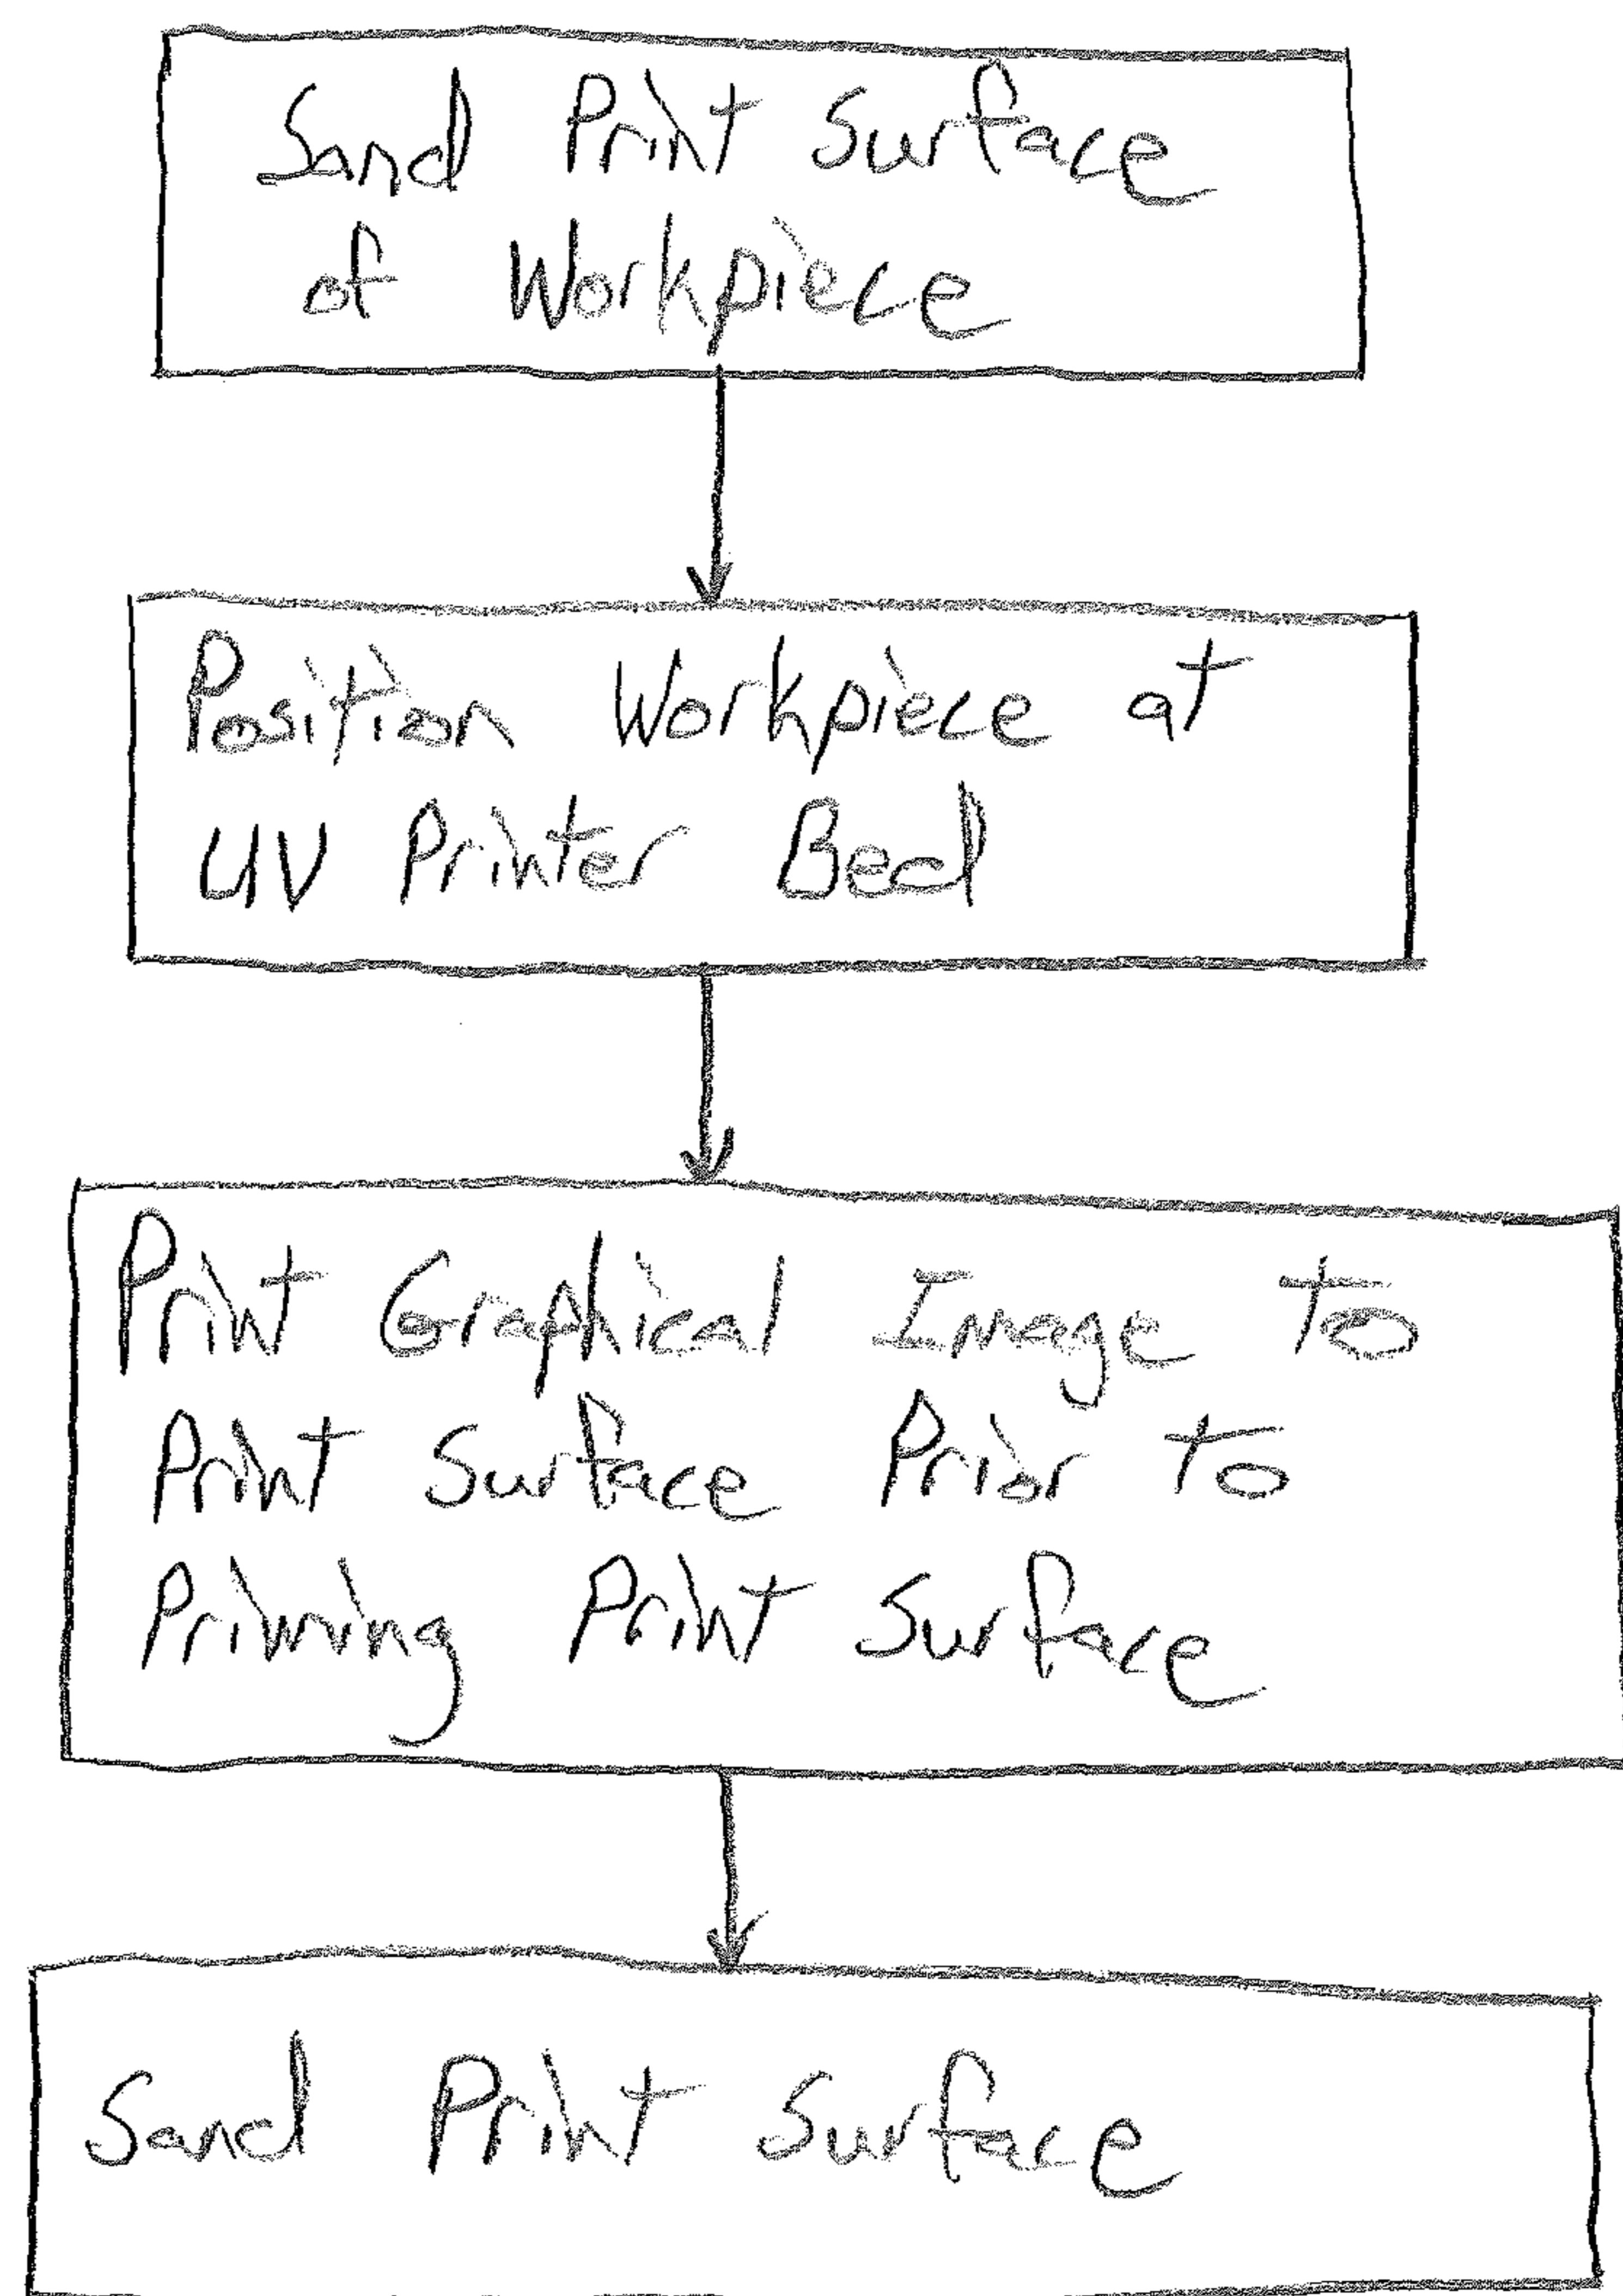 Sand Print Surface
of Workpiece
Position Workpiece at
UV Printer Bed
Print Graphical Image to
Print Surface Prior to
Priming Print Surface
Sand Print Surface